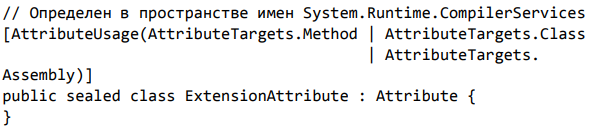 // Определен в пространстве имен System.Runtime.CompilerServices
[AttributeUsage(AttributeTargets.Method | AttributeTargets.Class
| AttributeTargets.
Assembly)]
public sealed class ExtensionAttribute : Attribute {
}